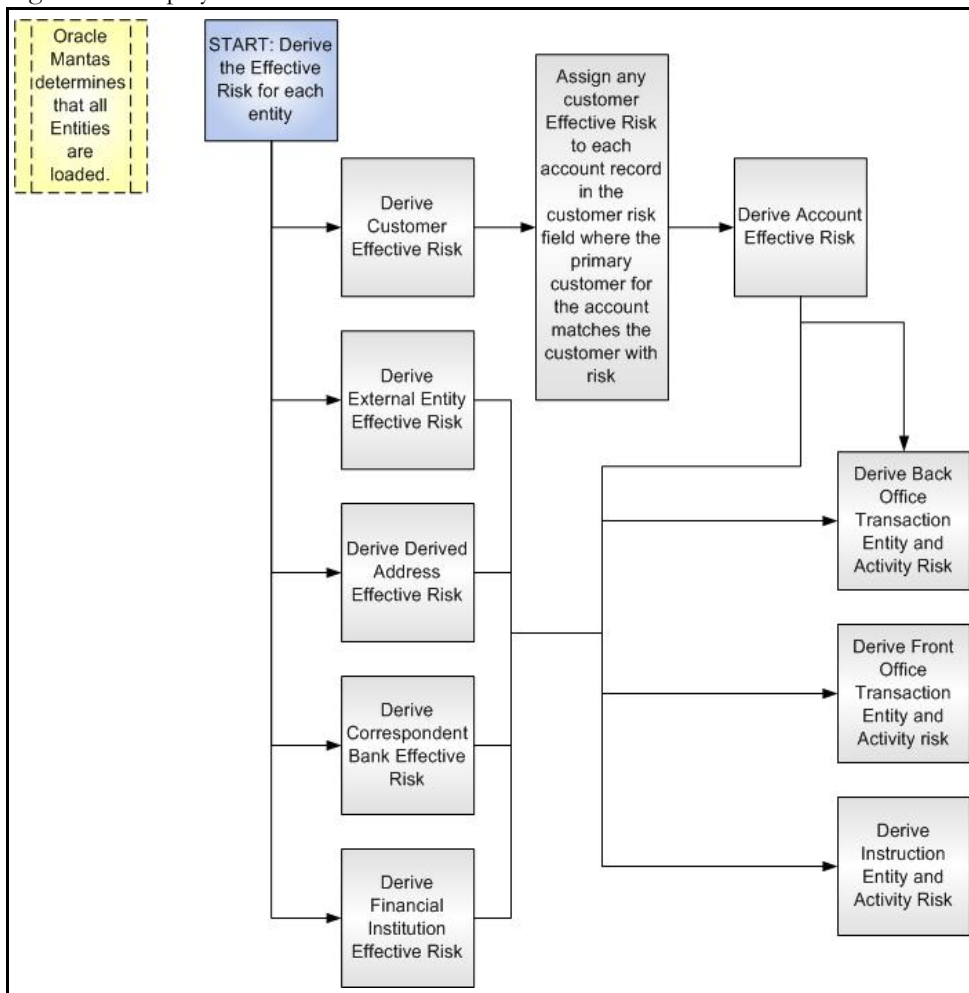 Oracle
Mantas
determines
that all
Entities
are
loaded.
START: Derive
the Effective
Risk for each
entity
Derive
Customer
Effective Risk
Assign any
customer
Effective Risk
to each
account record
in the
customer risk
field where the
primary
customer for
the account
matches the
customer with
risk
Derive Account
Effective Risk
Derive
External Entity
Effective Risk
Derive Derived
Address
Effective Risk
Derive
Correspondent
Bank Effective
Risk
Derive
Financial
Institution
Effective Risk
Derive Back
Office
Transaction
Entity and
Activity Risk
Derive Front
Office
Transaction
Entity and
Activity risk
Derive
Instruction
Entity and
Activity Risk